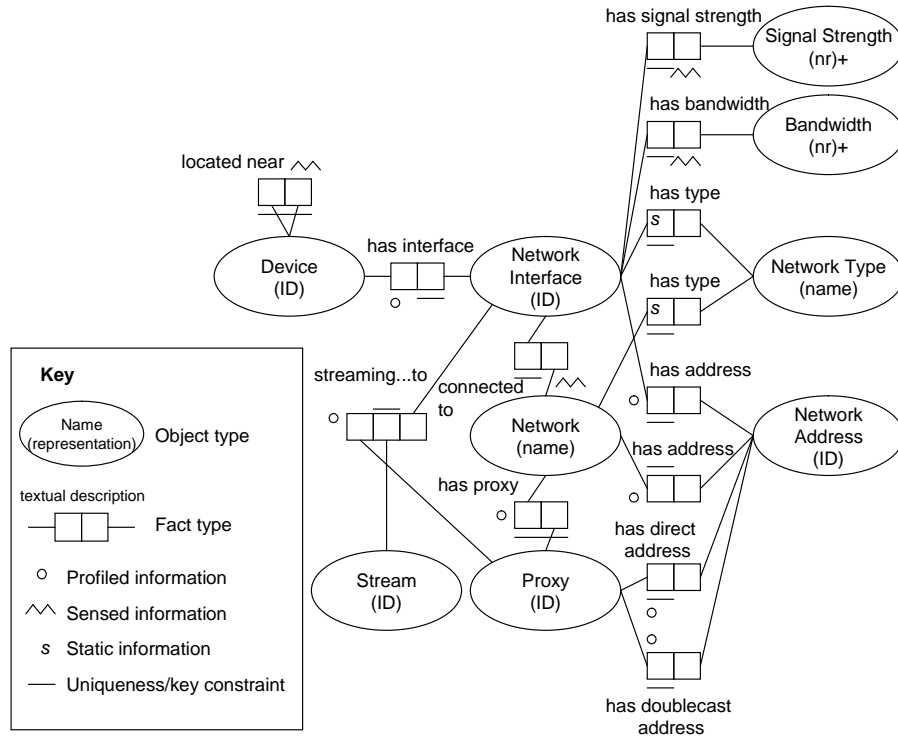 has signal strength
Signal Strength
(nr)+
has bandwidth
Bandwidth
(nr)+
located near
has type
s
Device
(ID)
has interface
Network
Interface
(ID)
has type
s
Network Type
(name)
Key
Name
(representation)
Object type
textual description
Fact type
Profiled information
Sensed information
s
Static information
Uniqueness/key constraint
streaming...to
connected
to
has address
Network
(name)
has address
Network
Address
(ID)
has proxy
has direct
address
Stream
(ID)
Proxy
(ID)
has doublecast
address